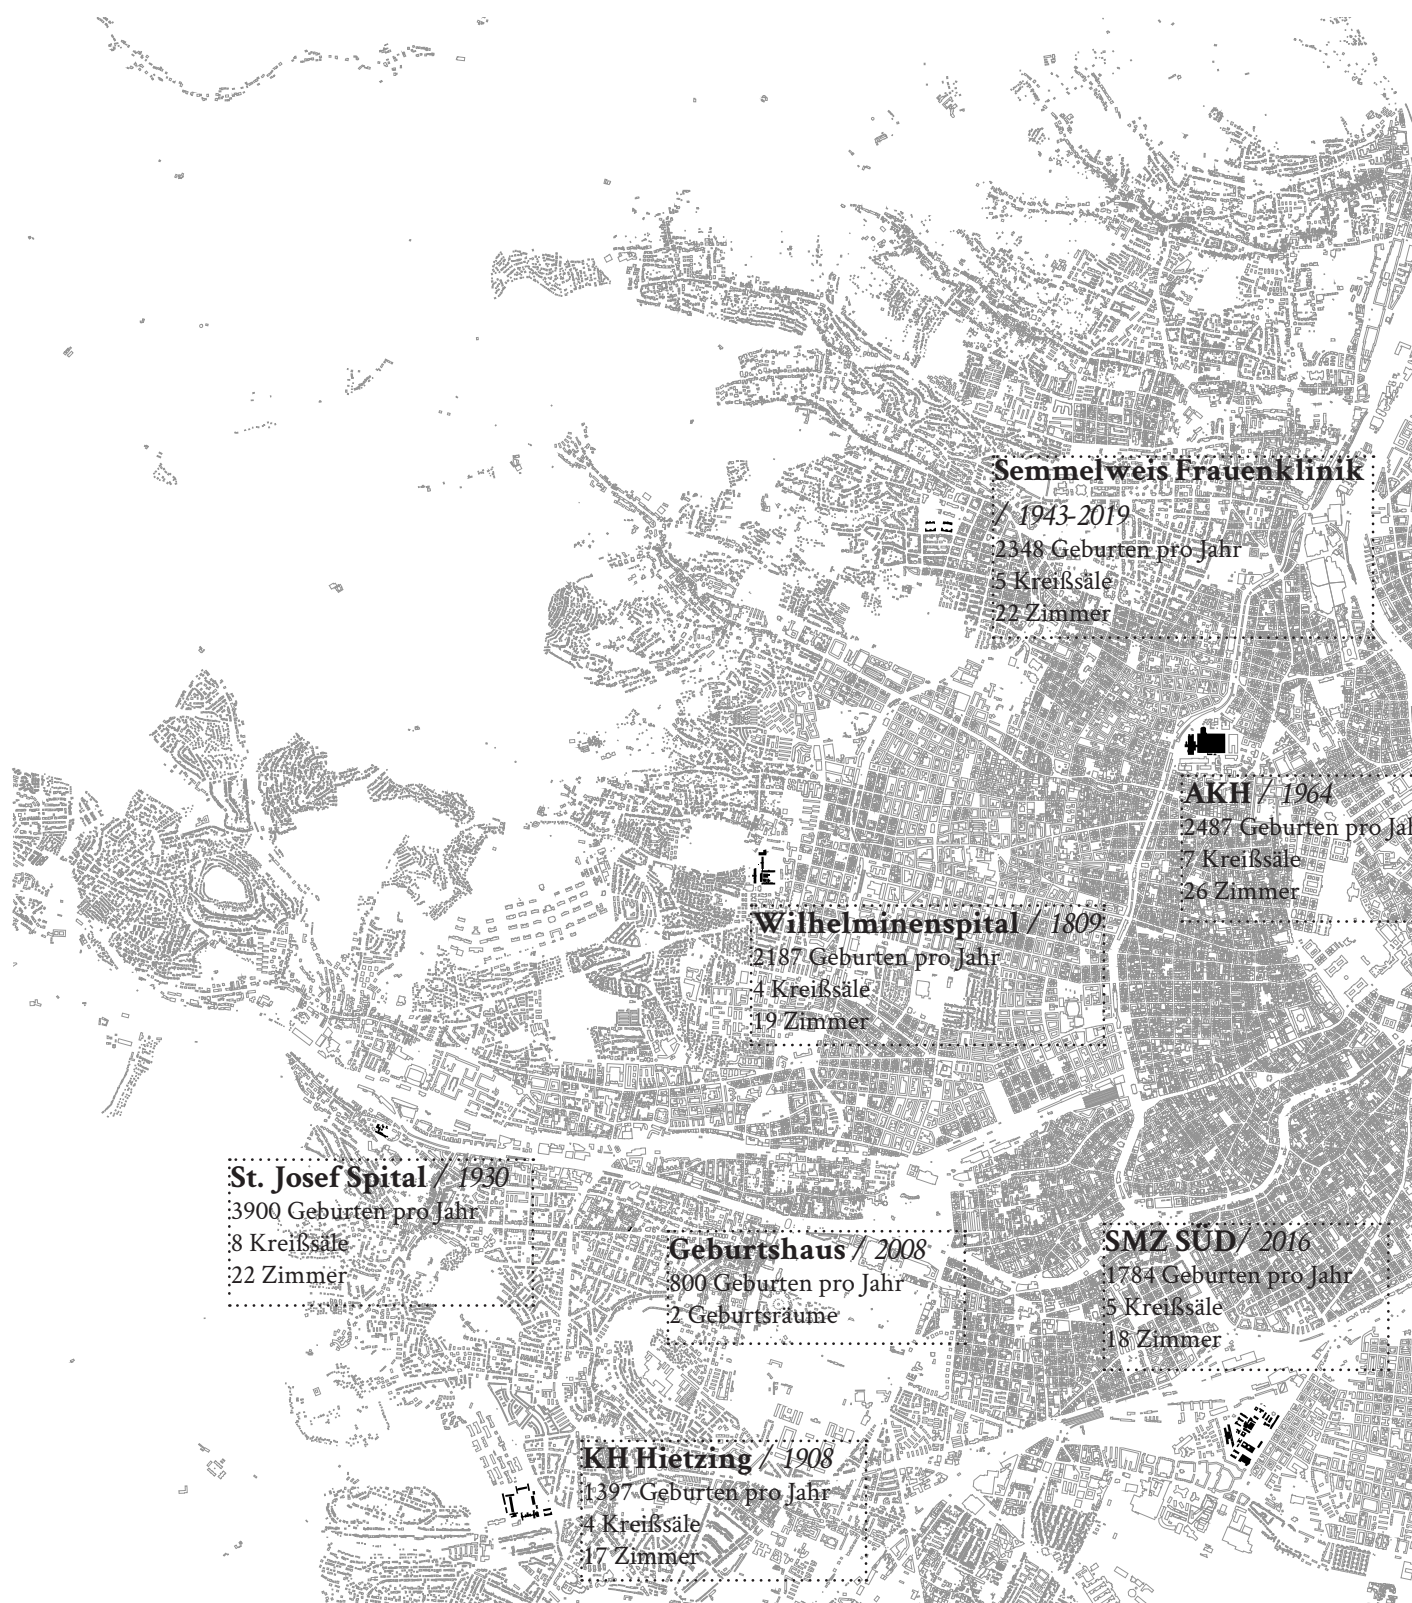 Semmelweis Frauenklinik
/ 1943-2019
2348 Geburten pro Jahr
5 Kreißsäle
22 Zimmer
AKH / 1964
2487 Geburten pro Jah
7 Kreißsäle
26 Zimmer
Wilhelminenspital / 1809
2187 Geburten pro Jahr
4 Kreißsäle
19 Zimmer
St. Josef Spital / 1930
3900 Geburten pro Jahr
8 Kreißsäle
22 Zimmer
Geburtshaus / 2008
800 Geburten pro Jahr
2 Geburtsräume
SMZ SÜD/ 2016
1784 Geburten pro Jahr
5 Kreißsäle
18 Zimmer
KH Hietzing / 1908
1397 Geburten pro Jahr
4 Kreißsäle
17 Zimmer